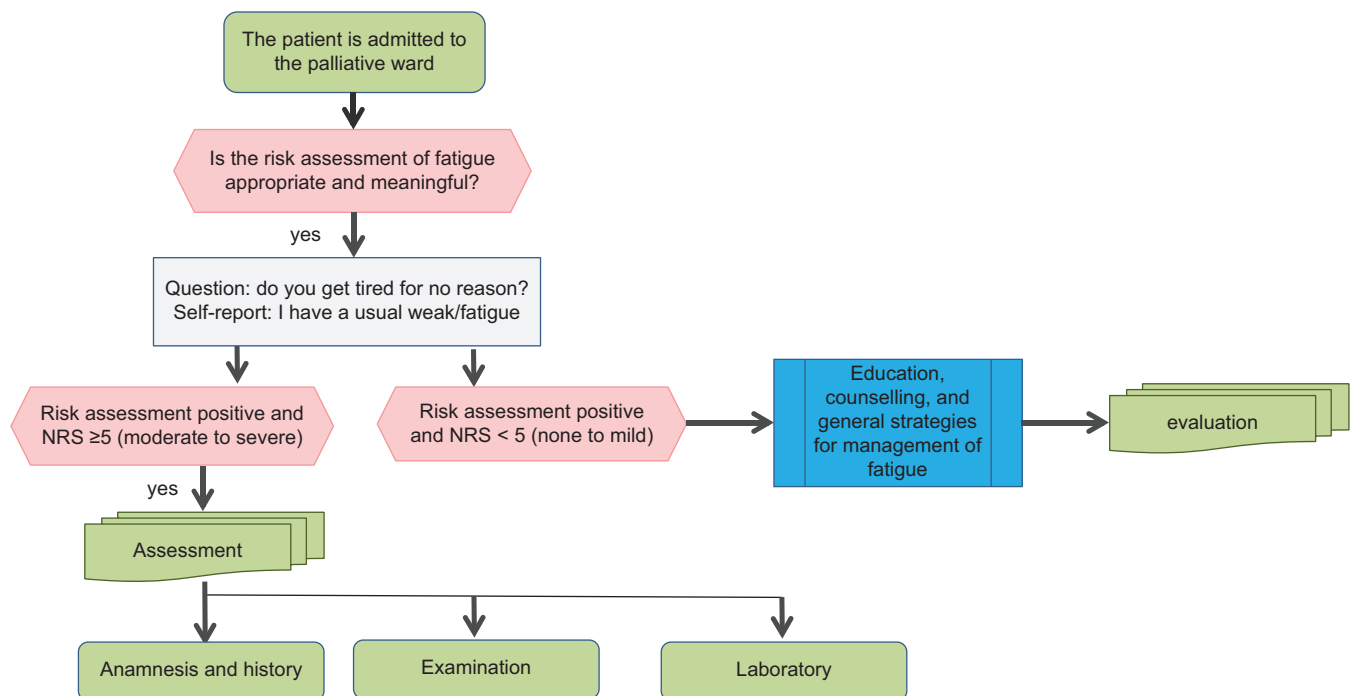 The patient is admitted to
the palliative ward
Is the risk assessment of fatigue
appropriate and meaningful?
yes
Question: do you get tired for no reason?
Self-report: I have a usual weak/fatigue
Risk assessment positive and
NRS ≥5 (moderate to severe)
Risk assessment positive
and NRS < 5 (none to mild)
Education,
counselling, and
general strategies
for management of
fatigue
evaluation
yes
Assessment
Anamnesis and history
Examination
Laboratory